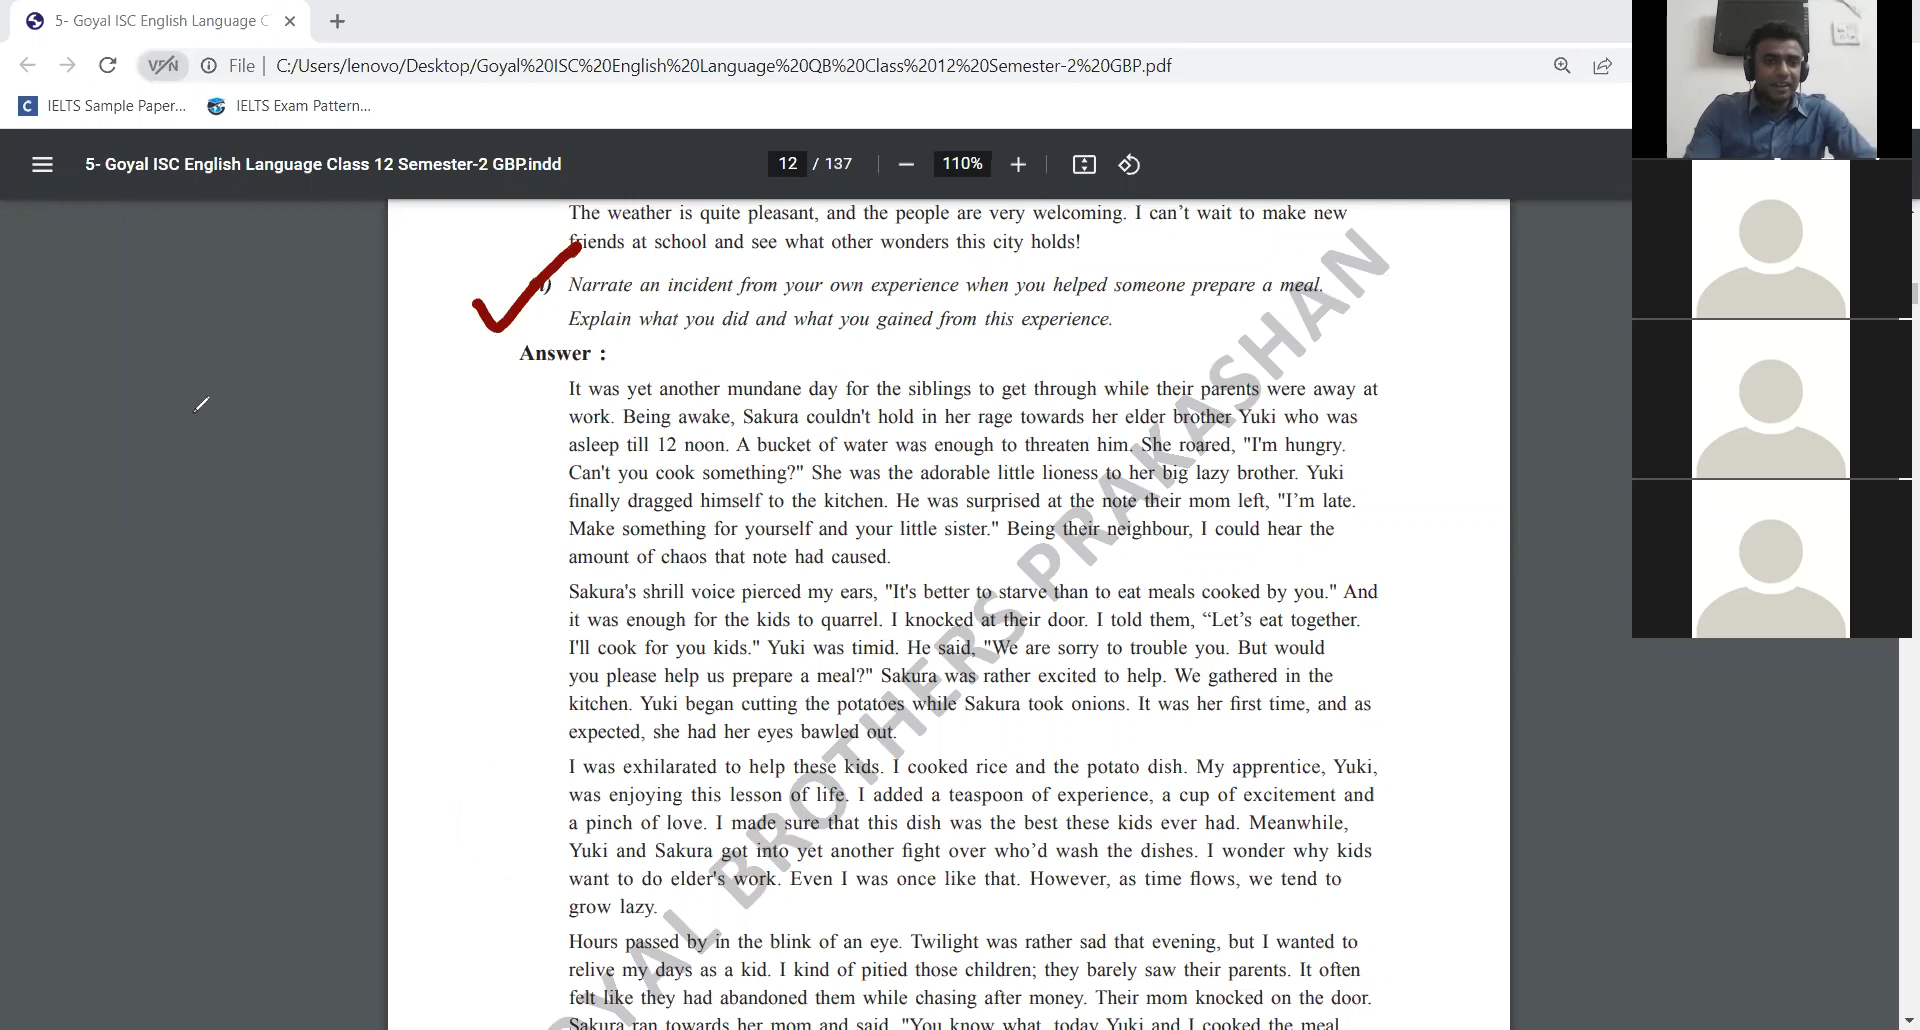 5- Goyal ISC English Language C
VPN File C:/Users/lenovo/Desktop/Goyal%20ISC%20English%20Language%20QB%20Class%2012%20Semester-2%20GBP.pdf
IELTS Sample Paper... IELTS Exam Pattern...
5- Goyal ISC English Language Class 12 Semester-2 GBP.indd 12 / 137 110%
The weather is quite pleasant, and the people are very welcoming. I can’t wait to make new
friends at school and see what other wonders this city holds!
Narrate an incident from your own experience when you helped someone prepare a meal.
Explain what you did and what you gained from this experience.
Answer :
It was yet another mundane day for the siblings to get through while their parents were away at
work. Being awake, Sakura couldn't hold in her rage towards her elder brother Yuki who was
asleep till 12 noon. A bucket of water was enough to threaten him. She roared, "I'm hungry.
Can't you cook something?" She was the adorable little lioness to her big lazy brother. Yuki
finally dragged himself to the kitchen. He was surprised at the note their mom left, "I’m late.
Make something for yourself and your little sister." Being their neighbour, I could hear the
amount of chaos that note had caused.
Sakura's shrill voice pierced my ears, "It's better to starve than to eat meals cooked by you." And
it was enough for the kids to quarrel. I knocked at their door. I told them, “Let’s eat together.
I'll cook for you kids." Yuki was timid. He said, "We are sorry to trouble you. But would
you please help us prepare a meal?" Sakura was rather excited to help. We gathered in the
kitchen. Yuki began cutting the potatoes while Sakura took onions. It was her first time, and as
expected, she had her eyes bawled out.
I was exhilarated to help these kids. I cooked rice and the potato dish. My apprentice, Yuki,
was enjoying this lesson of life. I added a teaspoon of experience, a cup of excitement and
a pinch of love. I made sure that this dish was the best these kids ever had. Meanwhile,
Yuki and Sakura got into yet another fight over who’d wash the dishes. I wonder why kids
want to do elder's work. Even I was once like that. However, as time flows, we tend to
grow lazy.
Hours passed by in the blink of an eye. Twilight was rather sad that evening, but I wanted to
relive my days as a kid. I kind of pitied those children; they barely saw their parents. It often
felt like they had abandoned them while chasing after money. Their mom knocked on the door.
Sakura ran towards her mom and said, "You know what, today Yuki and I cooked the meal
OYAL BROTHERS PRAKASHAN